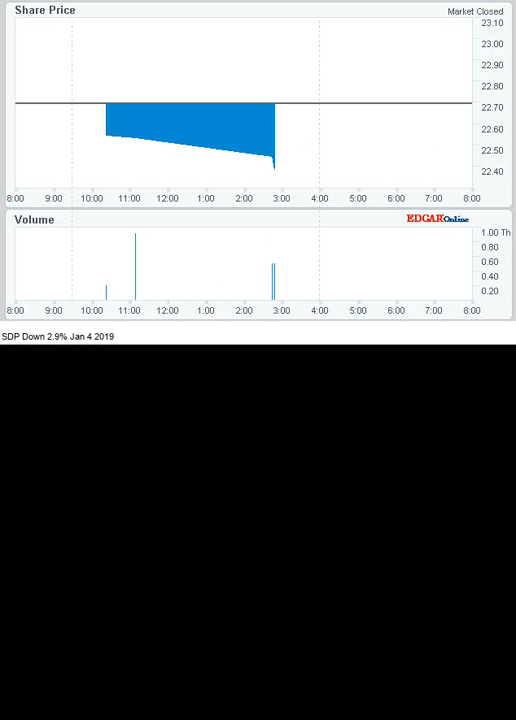 Share Price Market Closed
23.10
23.00
22.90
22.80
22.70
22.60
22.50
22.40
8:00 9:00 10:00 11:00 12:00 1:00 2:00 3:00 4:00 5:00 6:00 7:00 8:00
Volume EDGAR Online
1.00 Th
0.80
0.60
0.40
0.20
8:00 9:00 10:00 11:00 12:00 1:00 2:00 3:00 4:00 5:00 6:00 7:00 8:00
SDP Down 2.9% Jan 4 2019